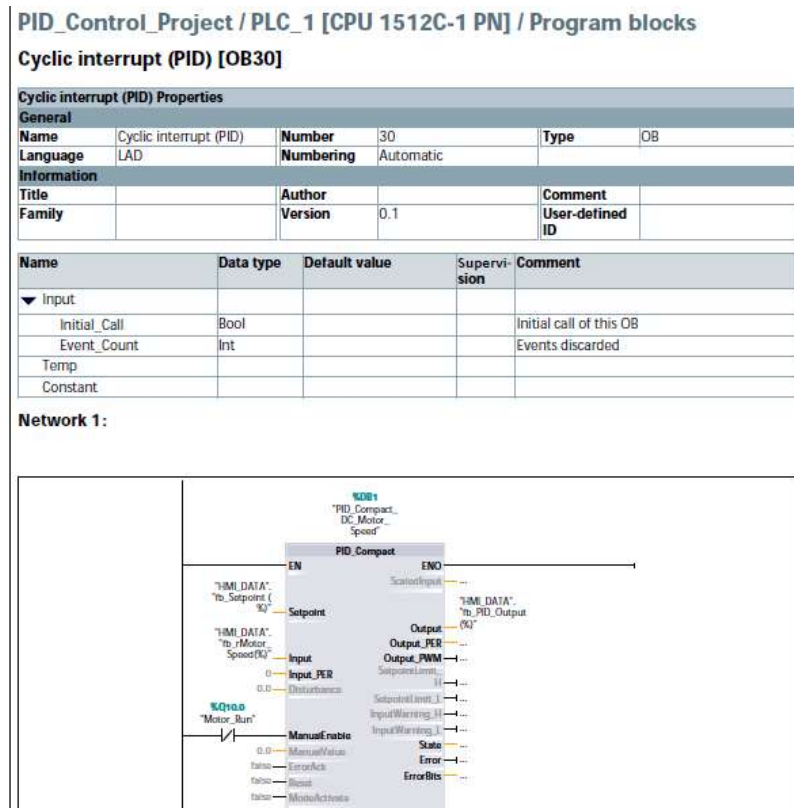 PID_Control_Project / PLC_1 [CPU 1512C-1 PN] / Program blocks
Cyclic interrupt (PID) [OB30]
Cyclic interrupt (PID) Properties
General
Name Cyclic interrupt (PID) Number 30 Type OB
Language LAD Numbering Automatic
Information
Title Author Comment
Family Version 0.1 User-defined
ID
Name Data type Default value Supervi- Comment
sion
Input
Initial_Call Bool Initial call of this OB
Event_Count Int Events discarded
Temp
Constant
Network 1:
%DB1
"PID_Compact_
DC_Motor_
Speed"
PID_Compact
EN ENO
ScaledInput ...
"HMI_DATA".
"fb_Setpoint (
%)" Setpoint
"HMI_DATA".
"fb_PID_Output
Output (%)"
"HMI_DATA".
"fb_rMotor_
Speed(%)" Input
Output_PER ...
Output_PWM ...
0 Input_PER
SetpointLimit_
H ...
0.0 Disturbance
SetpointLimit_L ...
%Q10.0
"Motor_Run"
InputWarning_H ...
InputWarning_L ...
ManualEnable
State ...
0.0 ManualValue
Error ...
false ErrorAck
ErrorBits ...
false Reset
false ModeActivate